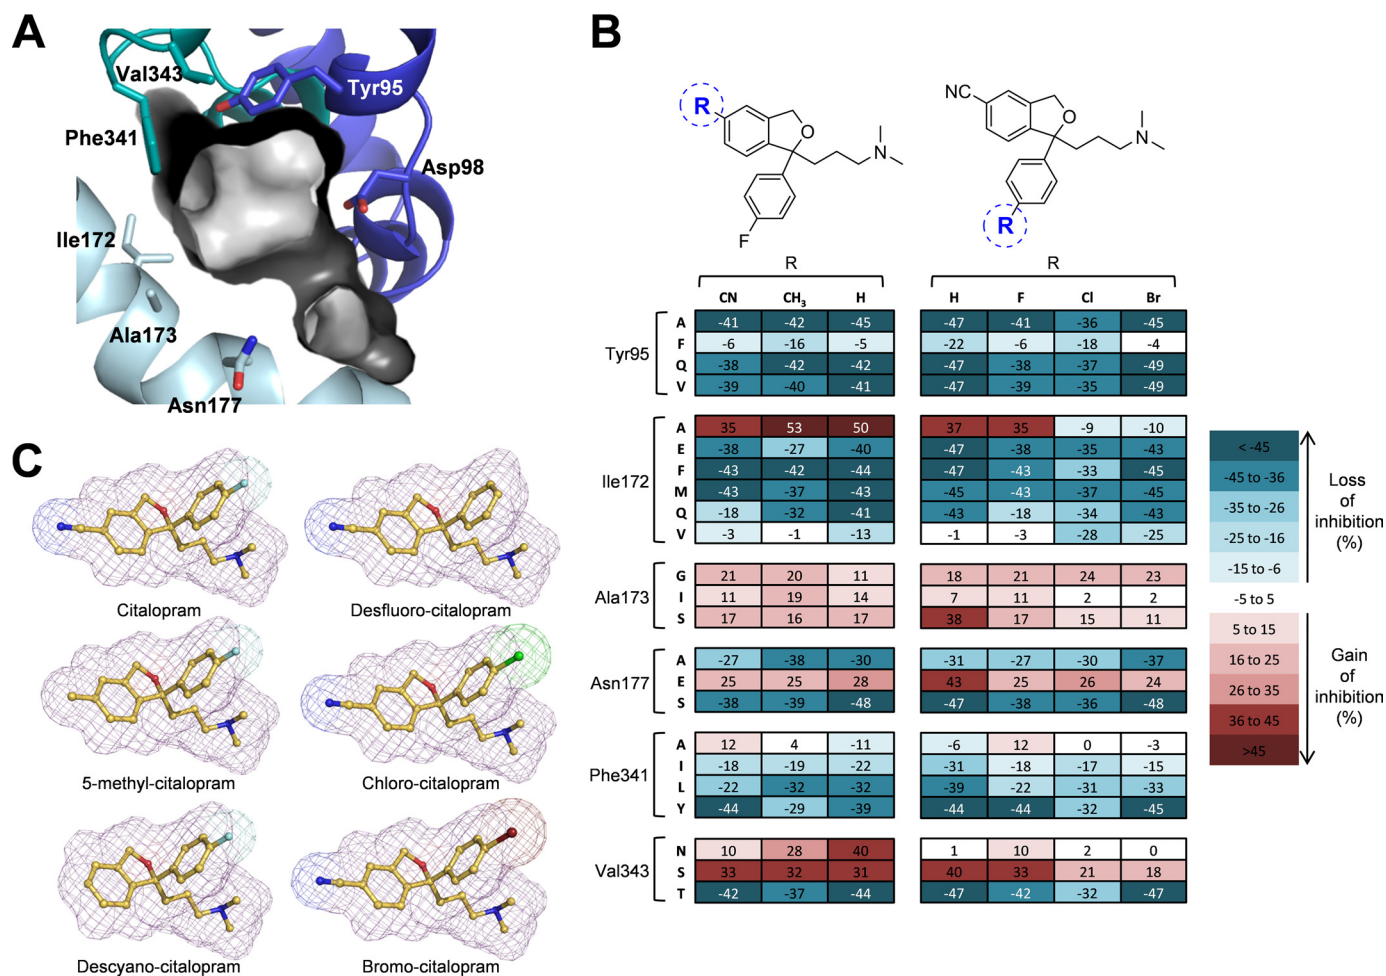 A
Val343
Tyr95
Phe341
Asp98
Ile172
Ala173
Asn177
B
R
O
N
F
NC
O
N
R
R
R
CN CH3 H
H F Cl Br
Tyr95
A -41 -42 -45 -47 -41 -36 -45
F -6 -16 -5 -22 -6 -18 -4
Q -38 -42 -42 -47 -38 -37 -49
V -39 -40 -41 -47 -39 -35 -49
Ile172
A 35 53 50 37 35 -9 -10
E -38 -27 -40 -47 -38 -35 -43
F -43 -42 -44 -47 -43 -33 -45
M -43 -37 -43 -45 -43 -37 -45
Q -18 -32 -41 -43 -18 -34 -43
V -3 -1 -13 -1 -3 -28 -25
Ala173
G 21 20 11 18 21 24 23
I 11 19 14 7 11 2 2
S 17 16 17 38 17 15 11
Asn177
A -27 -38 -30 -31 -27 -30 -37
E 25 25 28 43 25 26 24
S -38 -39 -48 -47 -38 -36 -48
Phe341
A 12 4 -11 -6 12 0 -3
I -18 -19 -22 -31 -18 -17 -15
L -22 -32 -32 -39 -22 -31 -33
Y -44 -29 -39 -44 -44 -32 -45
Val343
N 10 28 40 1 10 2 0
S 33 32 31 40 33 21 18
T -42 -37 -44 -47 -42 -32 -47
< -45
-45 to -36
-35 to -26
-25 to -16
-15 to -6
-5 to 5
5 to 15
16 to 25
26 to 35
36 to 45
>45
Loss
of
inhibition
(%)
Gain
of
inhibition
(%)
C
Citalopram
Desfluoro-citalopram
5-methyl-citalopram
Chloro-citalopram
Descyano-citalopram
Bromo-citalopram